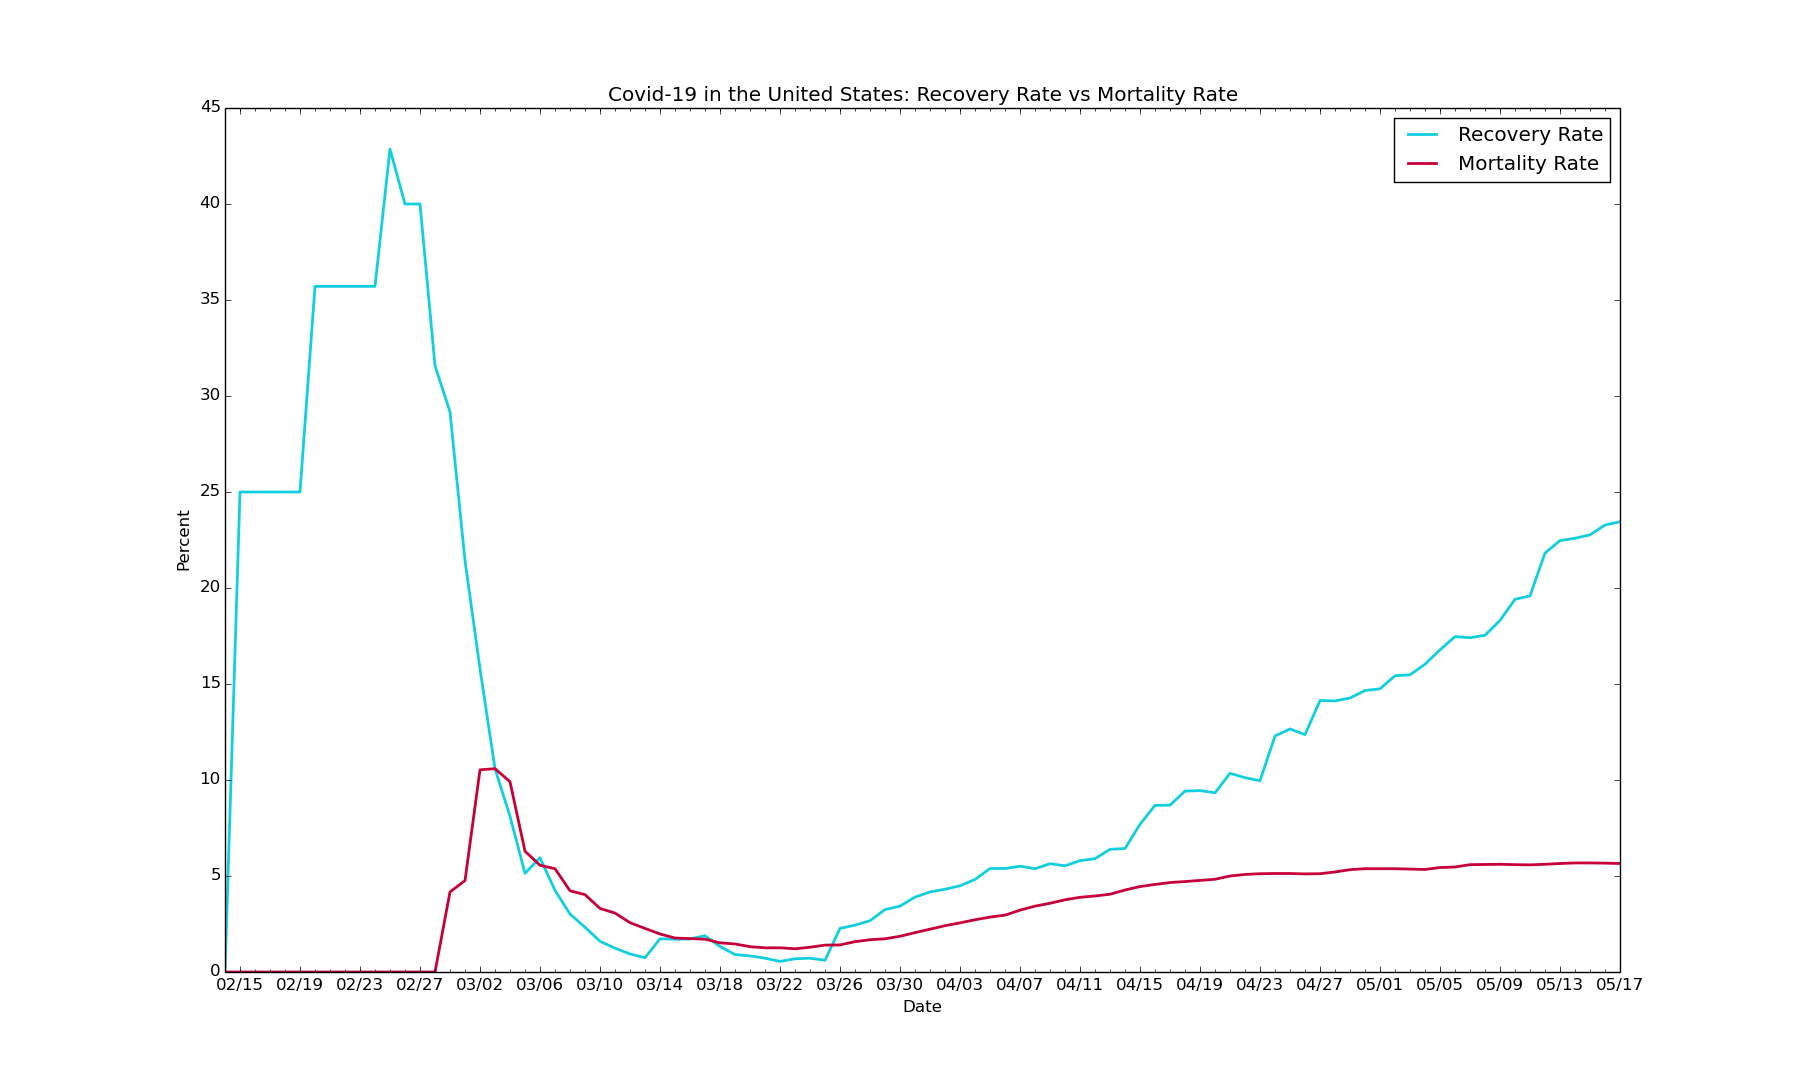 Covid-19 in the United States: Recovery Rate vs Mortality Rate
Recovery Rate
Mortality Rate
45
40
35
30
25
20
15
10
5
0
Percent
02/15 02/19 02/23 02/27 03/02 03/06 03/10 03/14 03/18 03/22 03/26 03/30 04/03 04/07 04/11 04/15 04/19 04/23 04/27 05/01 05/05 05/09 05/13 05/17
Date